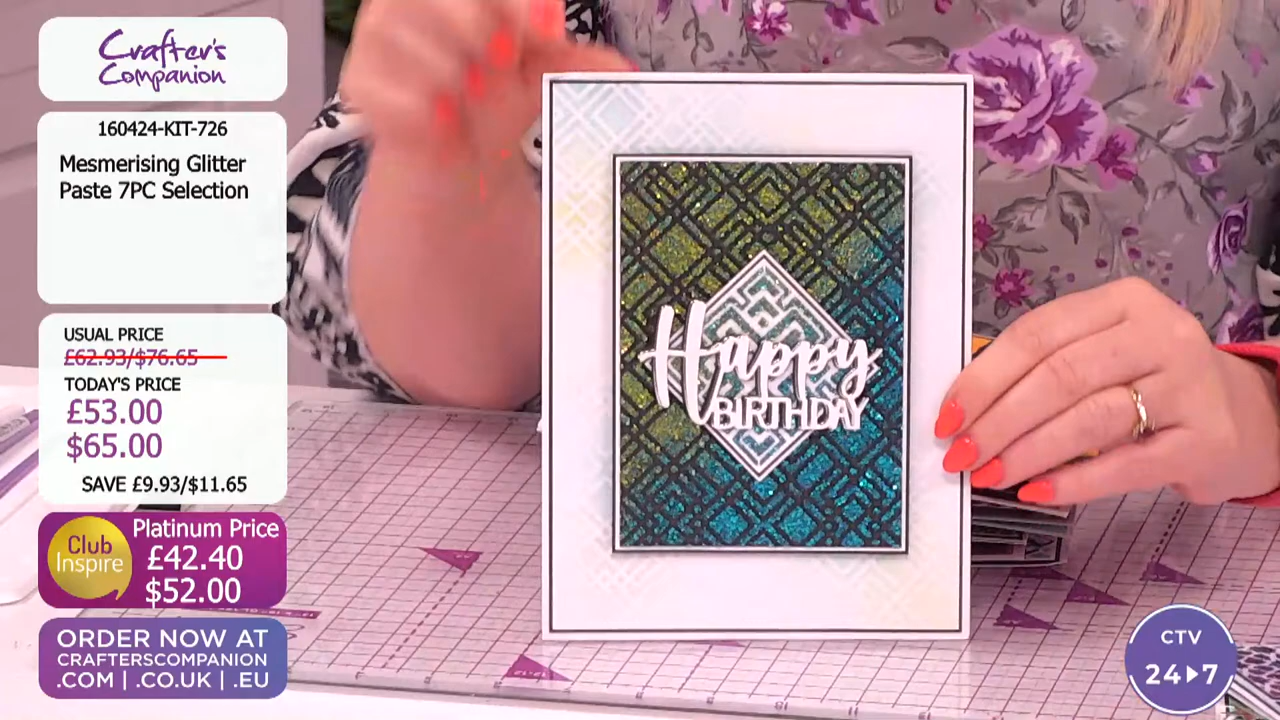 Crafter's
Companion
160424-KIT-726
Mesmerising Glitter
Paste 7PC Selection
USUAL PRICE
£62.93/$76.65
TODAY'S PRICE
£53.00
$65.00
SAVE £9.93/$11.65
Club
Inspire
Platinum Price
£42.40
$52.00
ORDER NOW AT
CRAFTERSCOMPANION
.COM | .CO.UK | .EU
Happy
BIRTHDAY
CTV
24▶7